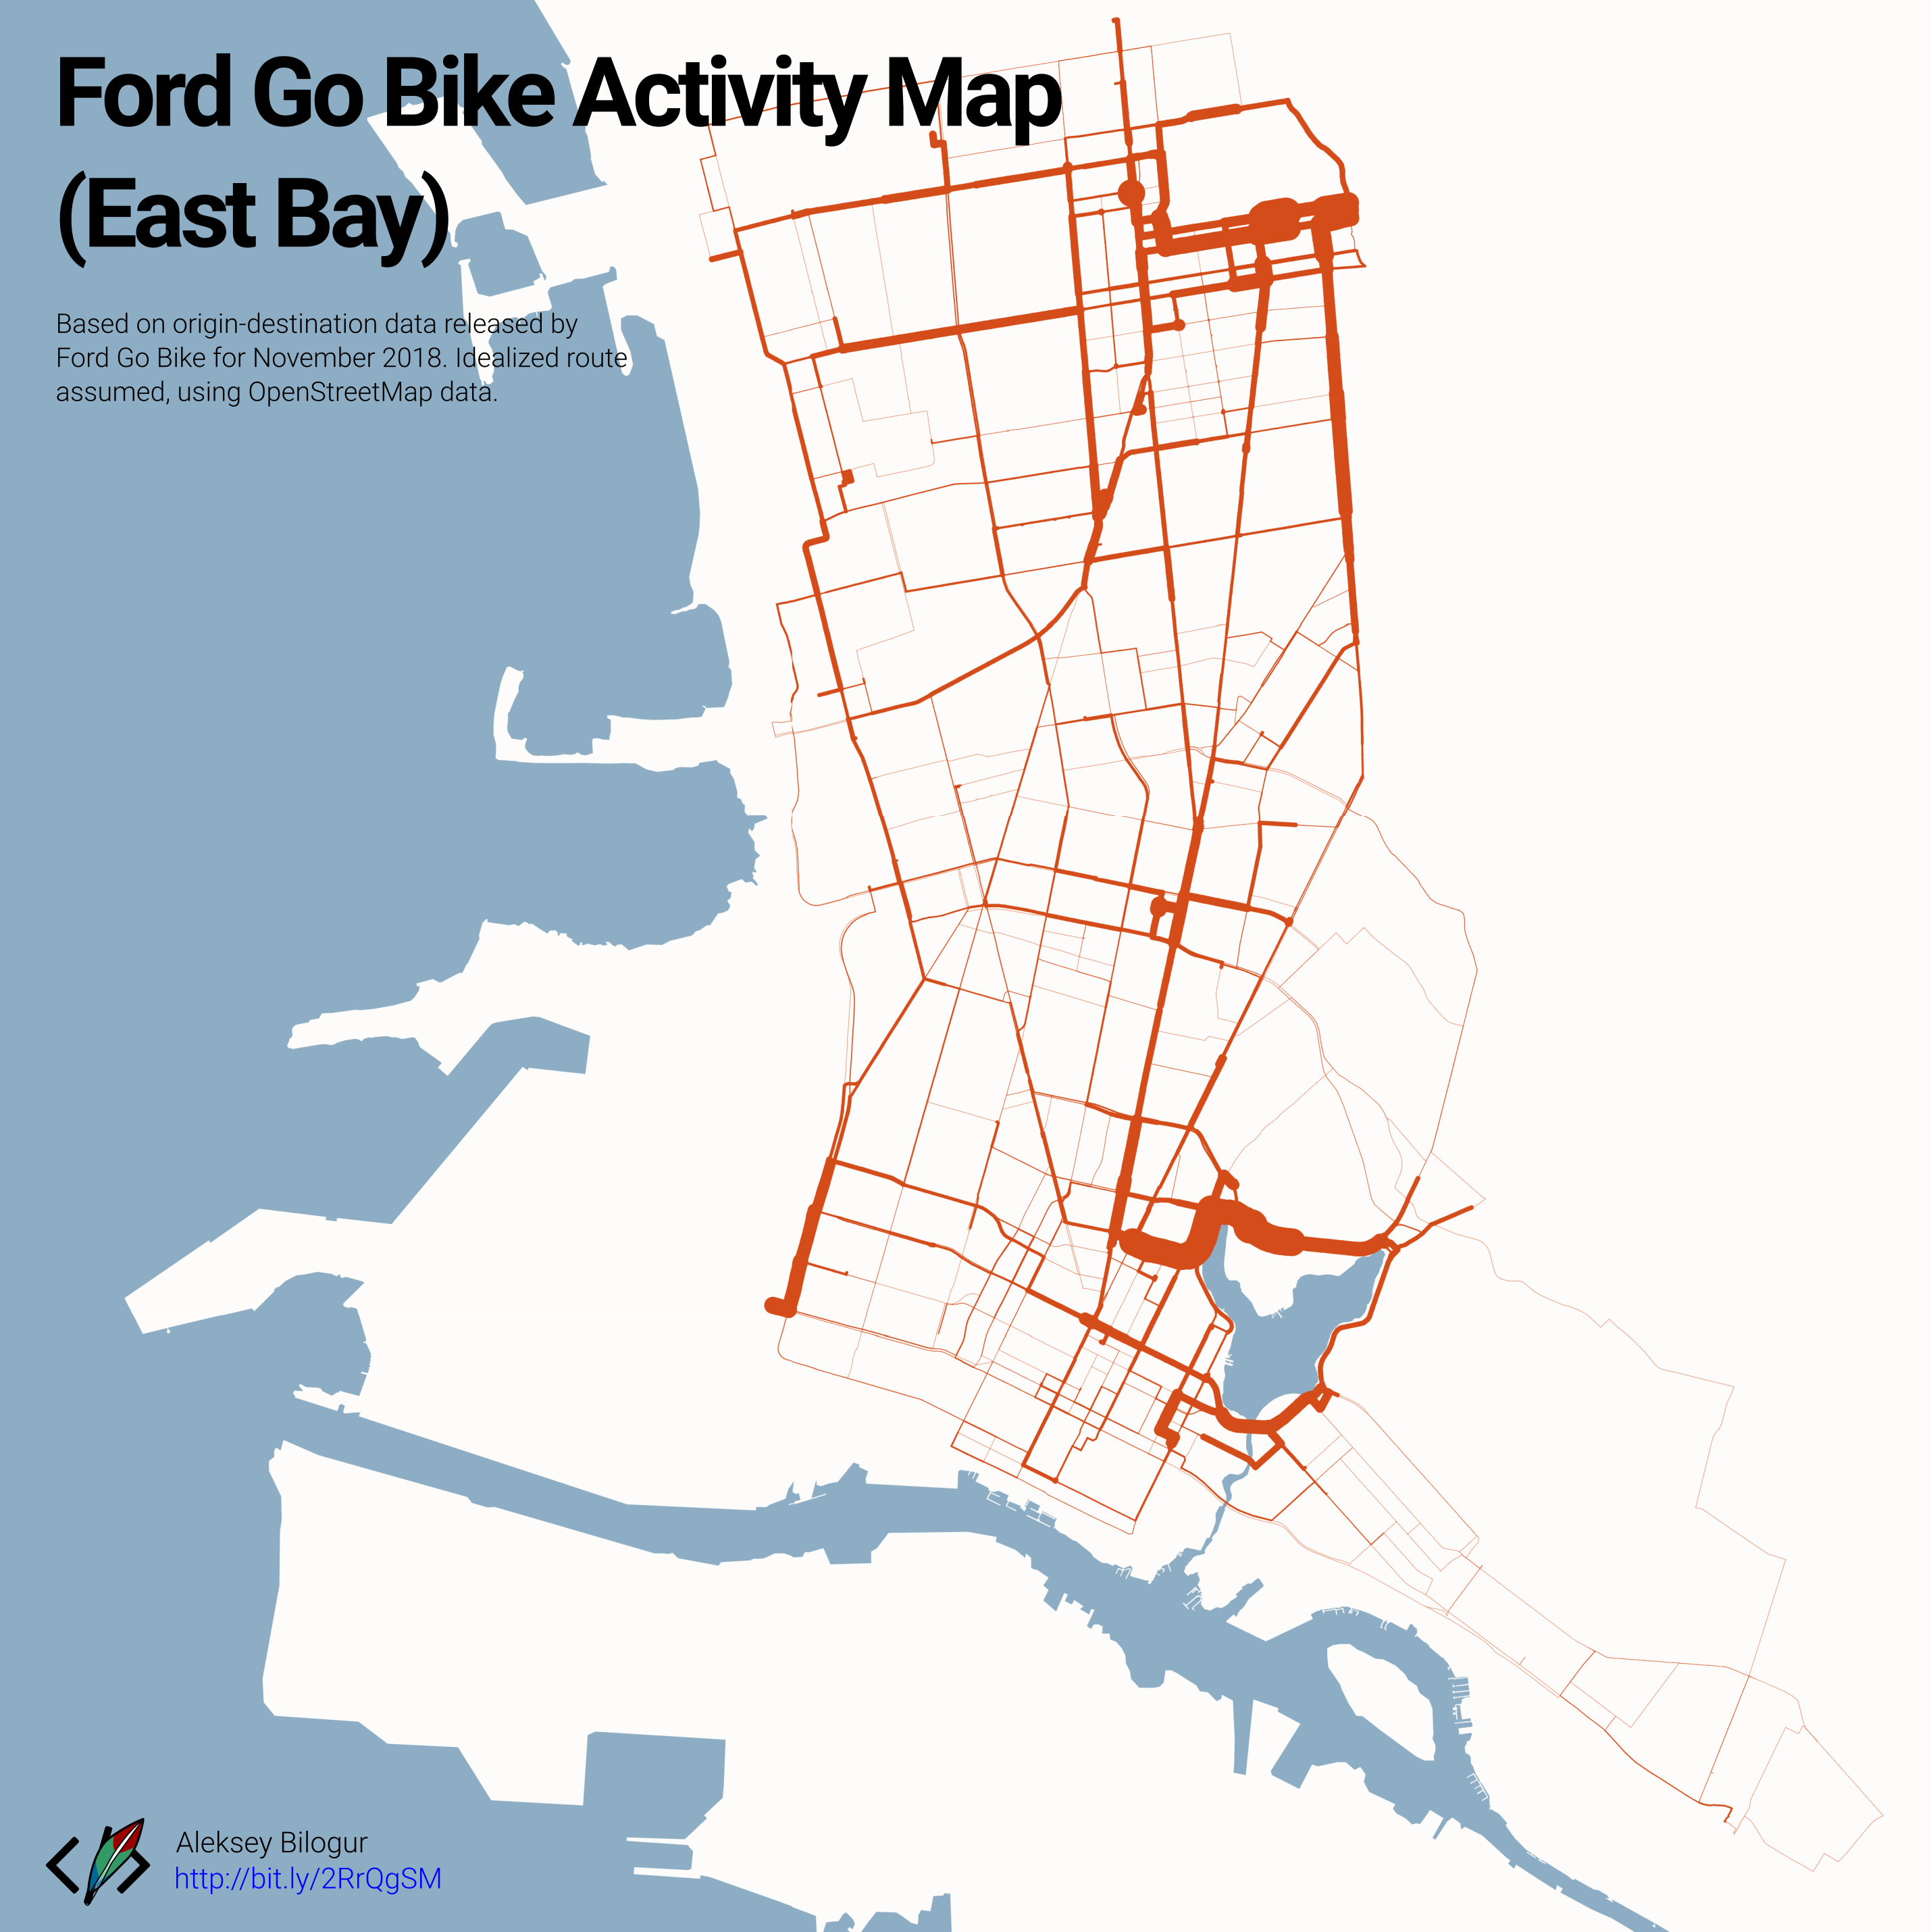 Ford Go Bike Activity Map
(East Bay)
Based on origin-destination data released by
Ford Go Bike for November 2018. Idealized route
assumed, using OpenStreetMap data.
Aleksey Bilogur
http://bit.ly/2RrQgSM